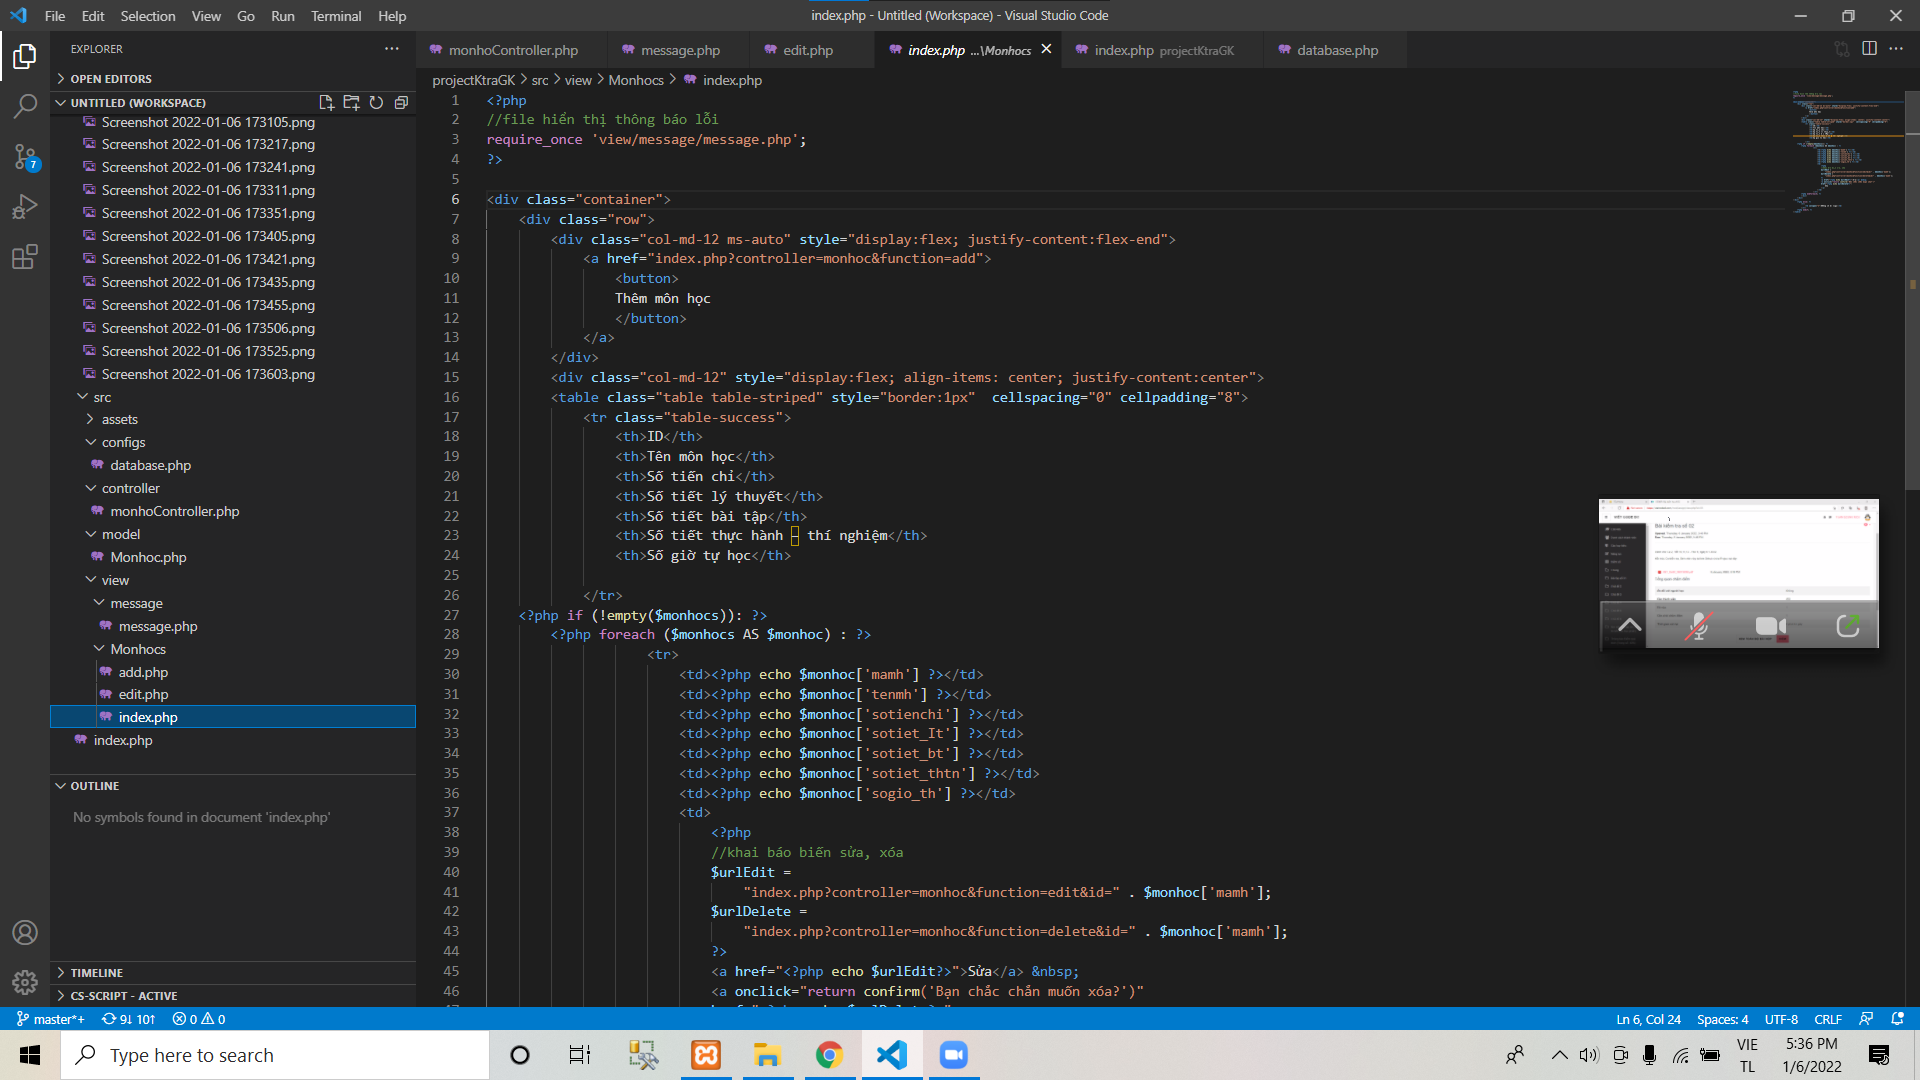 File Edit Selection View Go Run Terminal Help
index.php - Untitled (Workspace) - Visual Studio Code
EXPLORER
OPEN EDITORS
UNTITLED (WORKSPACE)
Screenshot 2022-01-06 173105.png
Screenshot 2022-01-06 173217.png
Screenshot 2022-01-06 173241.png
Screenshot 2022-01-06 173311.png
Screenshot 2022-01-06 173351.png
Screenshot 2022-01-06 173405.png
Screenshot 2022-01-06 173421.png
Screenshot 2022-01-06 173435.png
Screenshot 2022-01-06 173455.png
Screenshot 2022-01-06 173506.png
Screenshot 2022-01-06 173525.png
Screenshot 2022-01-06 173603.png
src
assets
configs
database.php
controller
monhoController.php
model
Monhoc.php
view
message
message.php
Monhocs
add.php
edit.php
index.php
index.php
OUTLINE
No symbols found in document 'index.php'
TIMELINE
CS-SCRIPT - ACTIVE
7
monhoController.php message.php edit.php index.php ...\Monhocs index.php projectKtraGK database.php
projectKtraGK > src > view > Monhocs > index.php
1 <?php
2 //file hiển thị thông báo lỗi
3 require_once 'view/message/message.php';
4 ?>
5
6 <div class="container">
7 <div class="row">
8 <div class="col-md-12 ms-auto" style="display:flex; justify-content:flex-end">
9 <a href="index.php?controller=monhoc&function=add">
10 <button>
11 Thêm môn học
12 </button>
13 </a>
14 </div>
15 <div class="col-md-12" style="display:flex; align-items: center; justify-content:center">
16 <table class="table table-striped" style="border:1px"  cellspacing="0" cellpadding="8">
17 <tr class="table-success">
18 <th>ID</th>
19 <th>Tên môn học</th>
20 <th>Số tiến chỉ</th>
21 <th>Số tiết lý thuyết</th>
22 <th>Số tiết bài tập</th>
23 <th>Số tiết thực hành – thí nghiệm</th>
24 <th>Số giờ tự học</th>
25
26 </tr>
27 <?php if (!empty($monhocs)): ?>
28 <?php foreach ($monhocs AS $monhoc) : ?>
29 <tr>
30 <td><?php echo $monhoc['mamh'] ?></td>
31 <td><?php echo $monhoc['tenmh'] ?></td>
32 <td><?php echo $monhoc['sotienchi'] ?></td>
33 <td><?php echo $monhoc['sotiet_It'] ?></td>
34 <td><?php echo $monhoc['sotiet_bt'] ?></td>
35 <td><?php echo $monhoc['sotiet_thtn'] ?></td>
36 <td><?php echo $monhoc['sogio_th'] ?></td>
37 <td>
38 <?php
39 //khai báo biến sửa, xóa
40 $urlEdit =
41 "index.php?controller=monhoc&function=edit&id=" . $monhoc['mamh'];
42 $urlDelete =
43 "index.php?controller=monhoc&function=delete&id=" . $monhoc['mamh'];
44 ?>
45 <a href="<?php echo $urlEdit?>">Sửa</a> &nbsp;
46 <a onclick="return confirm('Bạn chắc chắn muốn xóa?')"
Bài kiểm tra số 02
master*+ 9↓ 10↑ 0 0
Ln 6, Col 24 Spaces: 4 UTF-8 CRLF
Type here to search
VIE
TL
5:36 PM
1/6/2022